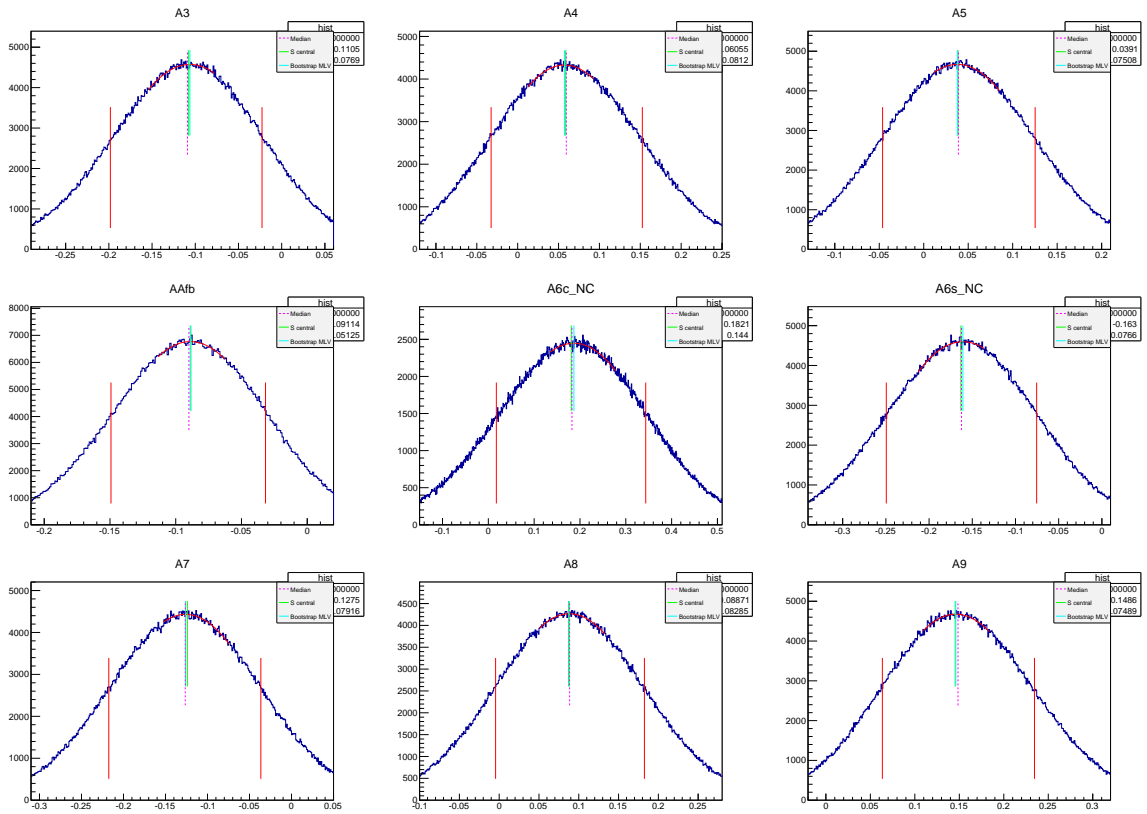 A3
hist
000000
0.1105
0.0769
Median
S central
Bootstrap MLV
5000
4000
3000
2000
1000
0
-0.25 -0.2 -0.15 -0.1 -0.05 0 0.05
A4
hist
000000
06055
0.0812
Median
S central
Bootstrap MLV
5000
4000
3000
2000
1000
0
-0.1 -0.05 0 0.05 0.1 0.15 0.2 0.25
A5
hist
000000
0.0391
07508
Median
S central
Bootstrap MLV
5000
4000
3000
2000
1000
0
-0.1 -0.05 0 0.05 0.1 0.15 0.2
AAfb
hist
000000
.09114
.05125
Median
S central
Bootstrap MLV
8000
7000
6000
5000
4000
3000
2000
1000
0
-0.2 -0.15 -0.1 -0.05 0
A6c_NC
hist
000000
0.1821
0.144
Median
S central
Bootstrap MLV
2500
2000
1500
1000
500
0
-0.1 0 0.1 0.2 0.3 0.4 0.5
A6s_NC
hist
000000
-0.163
0.0766
Median
S central
Bootstrap MLV
5000
4000
3000
2000
1000
0
-0.3 -0.2 -0.1 0
A7
hist
000000
0.1275
07916
Median
S central
Bootstrap MLV
5000
4000
3000
2000
1000
0
-0.3 -0.25 -0.2 -0.15 -0.1 -0.05 0 0.05
A8
hist
000000
.08871
.08285
Median
S central
Bootstrap MLV
4500
4000
3500
3000
2500
2000
1500
1000
500
0
-0.1 -0.05 0 0.05 0.1 0.15 0.2 0.25
A9
hist
000000
0.1486
07489
Median
S central
Bootstrap MLV
5000
4000
3000
2000
1000
0
0 0.05 0.1 0.15 0.2 0.25 0.3